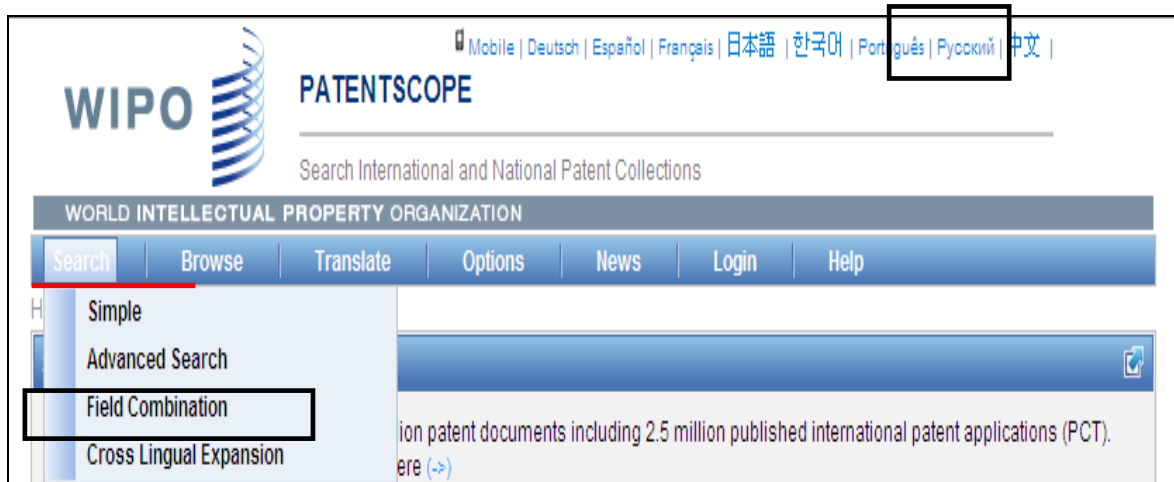 Mobile | Deutsch | Español | Français | 日本語 | 한국어 | Português | Русский | 中文 |
WIPO
PATENTSCOPE
Search International and National Patent Collections
WORLD INTELLECTUAL PROPERTY ORGANIZATION
Search Browse Translate Options News Login Help
H
Simple
Advanced Search
Field Combination
ion patent documents including 2.5 million published international patent applications (PCT).
Cross Lingual Expansion
ere (->)